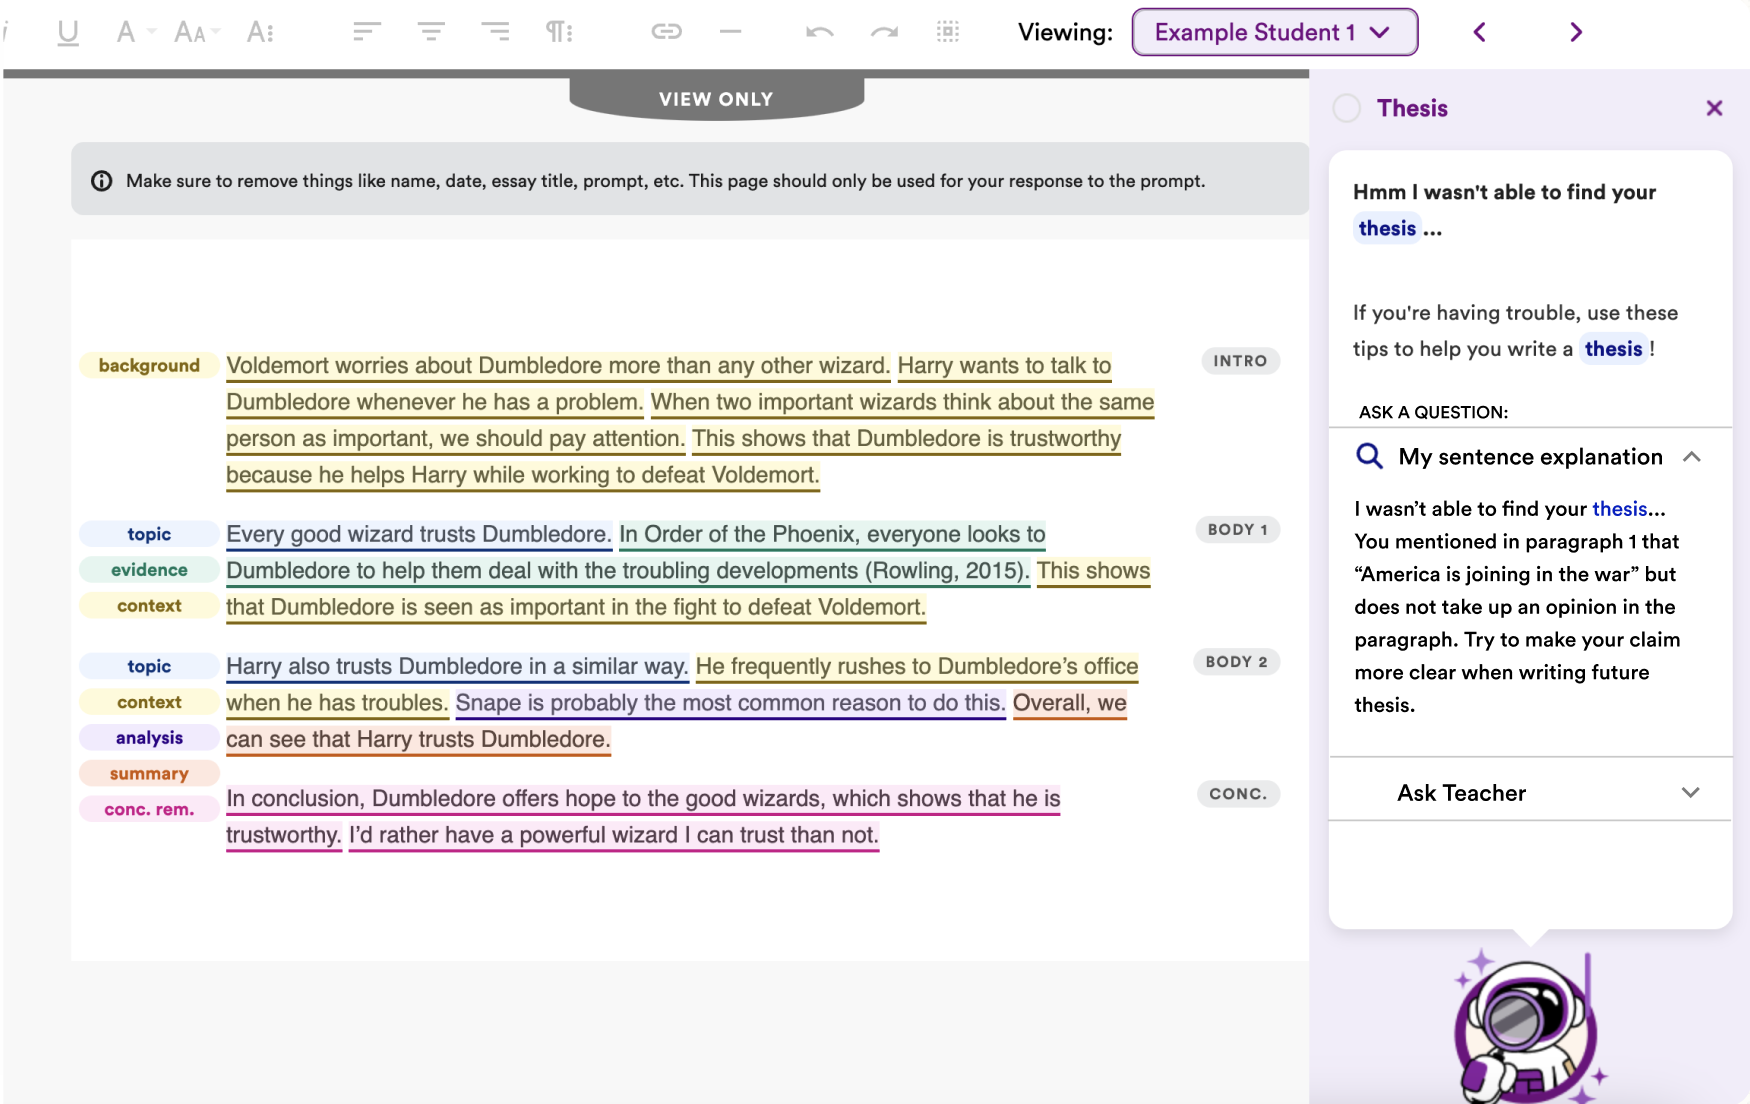 Viewing:
Example Student 1
VIEW ONLY
Make sure to remove things like name, date, essay title, prompt, etc. This page should only be used for your response to the prompt.
background
Voldemort worries about Dumbledore more than any other wizard. Harry wants to talk to
Dumbledore whenever he has a problem. When two important wizards think about the same
person as important, we should pay attention. This shows that Dumbledore is trustworthy
because he helps Harry while working to defeat Voldemort.
INTRO
topic
evidence
context
Every good wizard trusts Dumbledore. In Order of the Phoenix, everyone looks to
Dumbledore to help them deal with the troubling developments (Rowling, 2015). This shows
that Dumbledore is seen as important in the fight to defeat Voldemort.
BODY 1
topic
context
analysis
summary
Harry also trusts Dumbledore in a similar way. He frequently rushes to Dumbledore’s office
when he has troubles. Snape is probably the most common reason to do this. Overall, we
can see that Harry trusts Dumbledore.
BODY 2
conc. rem.
In conclusion, Dumbledore offers hope to the good wizards, which shows that he is
trustworthy. I’d rather have a powerful wizard I can trust than not.
CONC.
Thesis
Hmm I wasn't able to find your
thesis ...
If you're having trouble, use these
tips to help you write a thesis !
ASK A QUESTION:
My sentence explanation
I wasn’t able to find your thesis...
You mentioned in paragraph 1 that
“America is joining in the war” but
does not take up an opinion in the
paragraph. Try to make your claim
more clear when writing future
thesis.
Ask Teacher